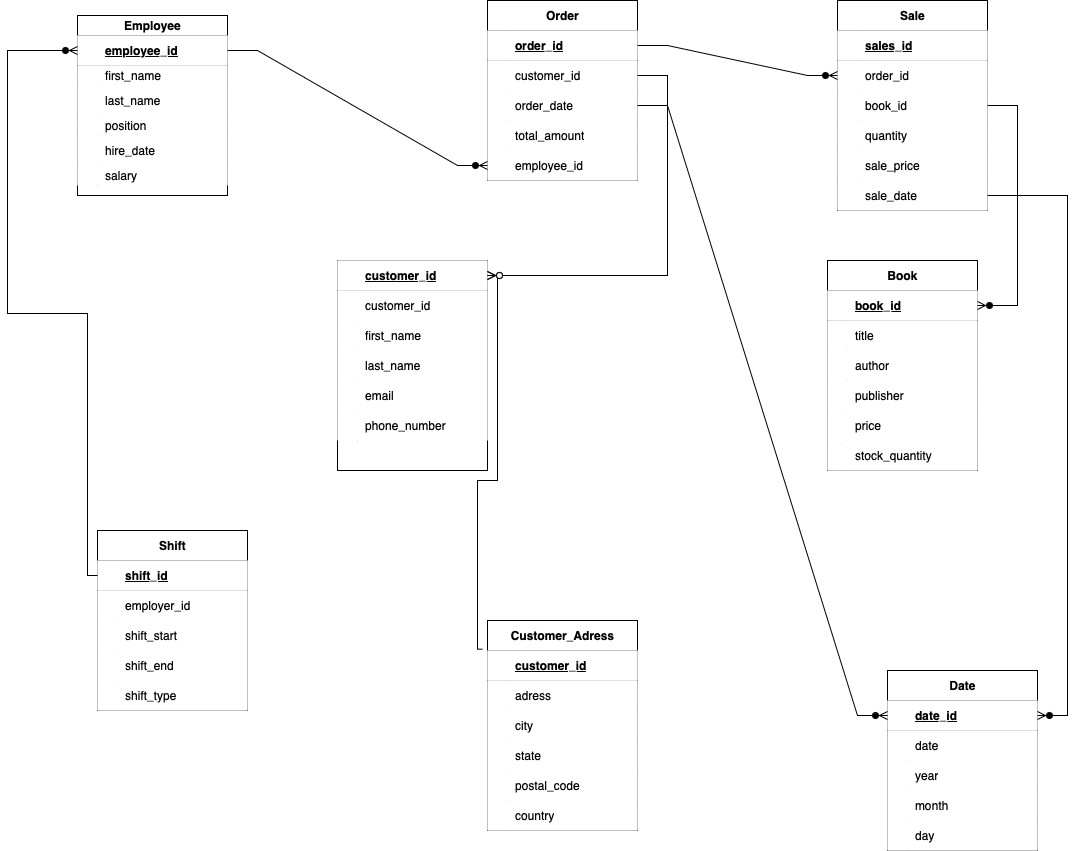 Employee
employee_id
first_name
last_name
position
hire_date
salary
Order
order_id
customer_id
order_date
total_amount
employee_id
Sale
sales_id
order_id
book_id
quantity
sale_price
sale_date
customer_id
customer_id
first_name
last_name
email
phone_number
Book
book_id
title
author
publisher
price
stock_quantity
Shift
shift_id
employer_id
shift_start
shift_end
shift_type
Customer_Adress
customer_id
adress
city
state
postal_code
country
Date
date_id
date
year
month
day